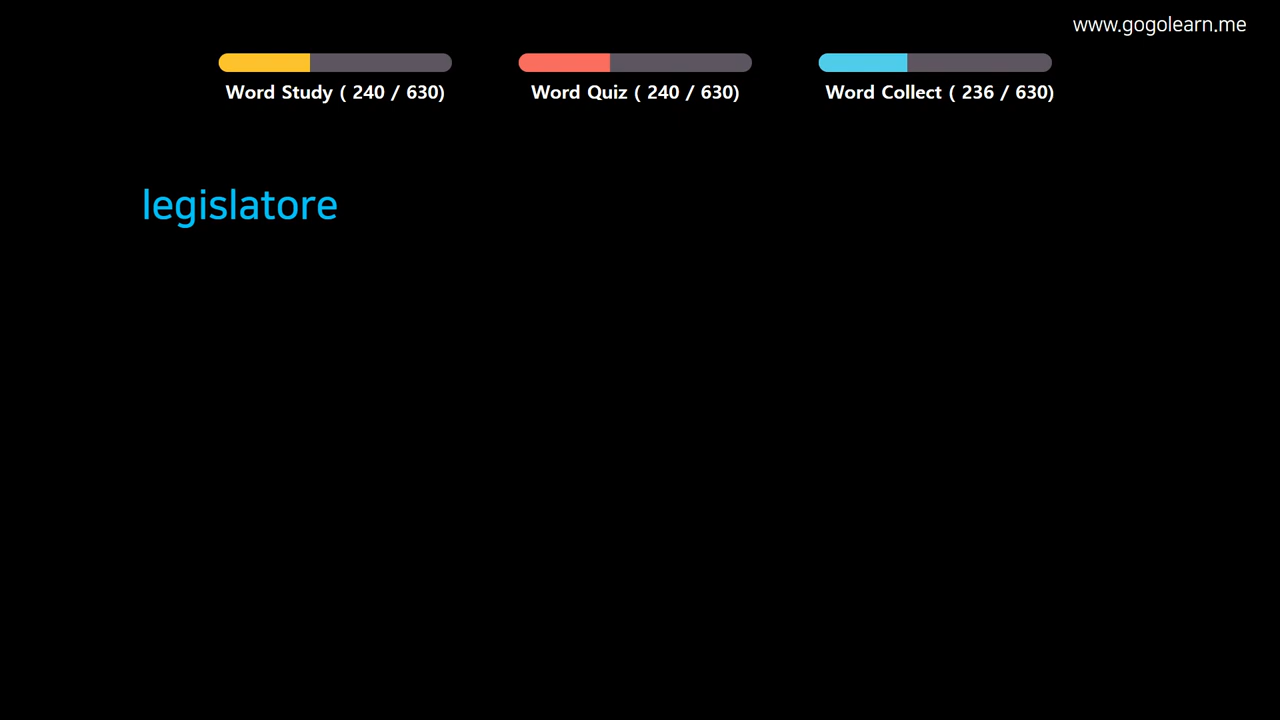 www.gogolearn.me
Word Study ( 240 / 630)
Word Quiz ( 240 / 630)
Word Collect ( 236 / 630)
legislatore